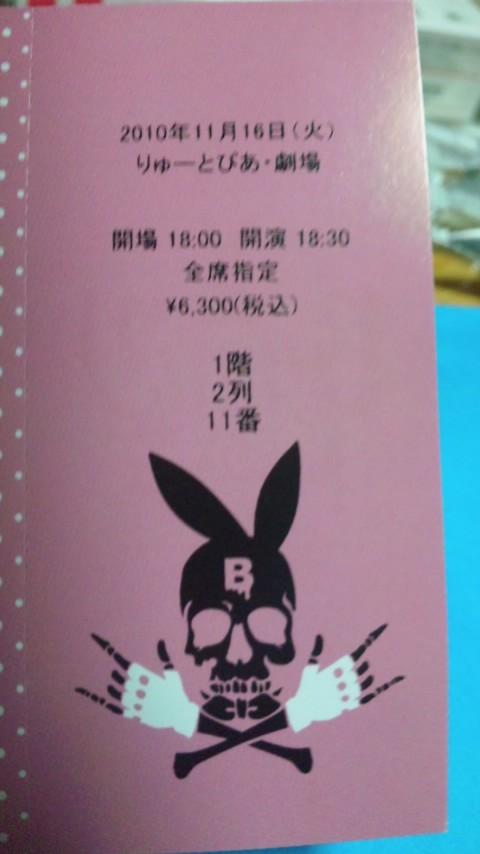 2010年11月16日(火)
りゅーとぴあ・劇場
開場 18:00 開演 18:30
全席指定
¥6,300(税込)
1階
2列
11番
B